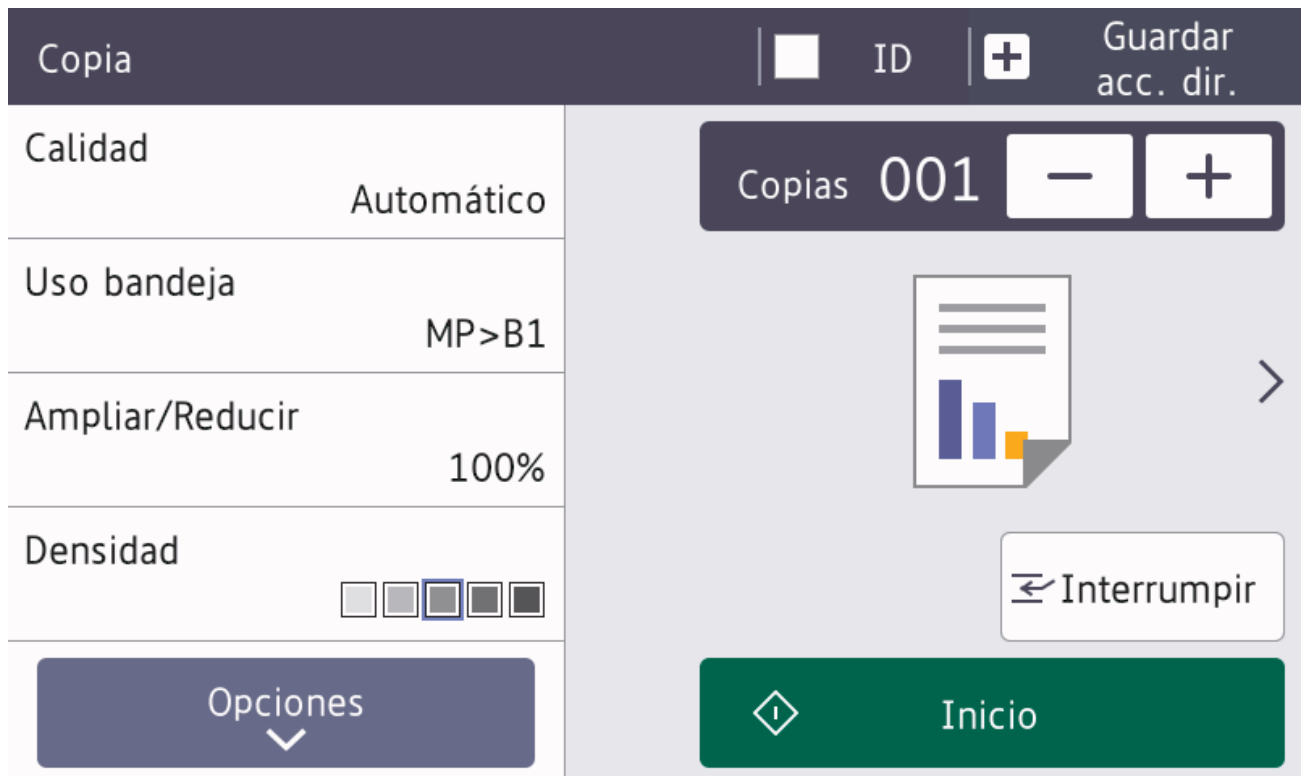 Copia
ID
Guardar
acc. dir.
Calidad
Automático
Uso bandeja
MP>B1
Ampliar/Reducir
100%
Densidad
Opciones
Copias 001 − +
Interrumpir
Inicio